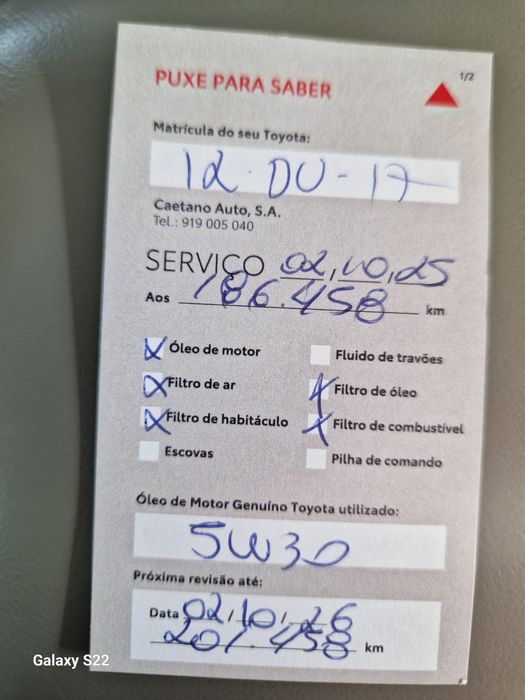 PUXE PARA SABER
1/2
Matrícula do seu Toyota:
12-DU-17
Caetano Auto, S.A.
Tel.: 919 005 040
SERVIÇO 02,10,25
Aos 186.458 km
Óleo de motor
Fluido de travões
Filtro de ar
Filtro de óleo
Filtro de habitáculo
Filtro de combustível
Escovas
Pilha de comando
Óleo de Motor Genuíno Toyota utilizado:
5W30
Próxima revisão até:
Data 02/10/26
201.458 km
Galaxy S22